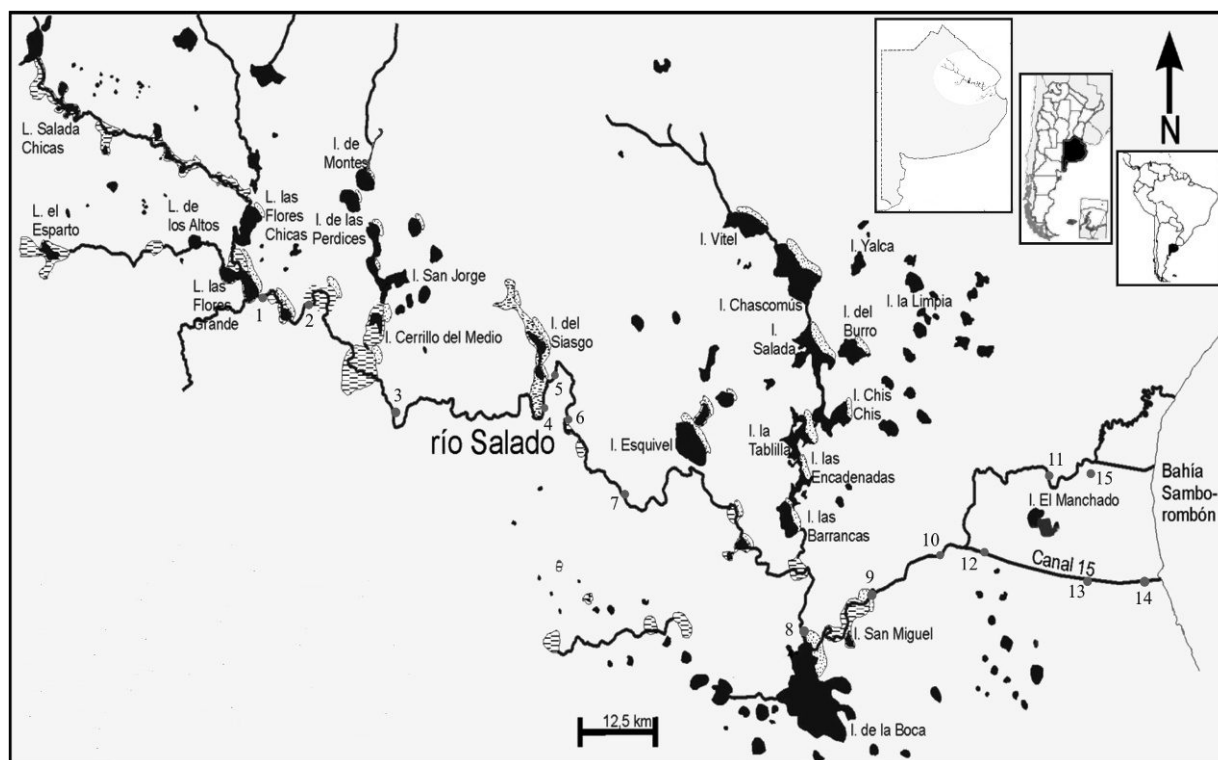 N
L. Salada
Chicas
I. de
Montes
L. las
Flores
Chicas
L. el
Esparto
L. de
los Altos
I. de las
Perdices
I. San Jorge
L. las
Flores
Grande
1
2
I. Cerrillo del Medio
3
río Salado
I. del
Siasgo
4
5
6
7
I. Vitel
I. Chascomús
I. Yalca
I. la Limpia
I. del
Burro
I.
Salada
I. Chis
Chis
I. Esquivel
I. la
Tablilla
I. las
Encadenadas
I. las
Barrancas
8
9
I. San Miguel
I. de la Boca
10
11
15
I. El Manchado
12
Canal 15
13
14
Bahía
Sambo-
rombón
12,5 km